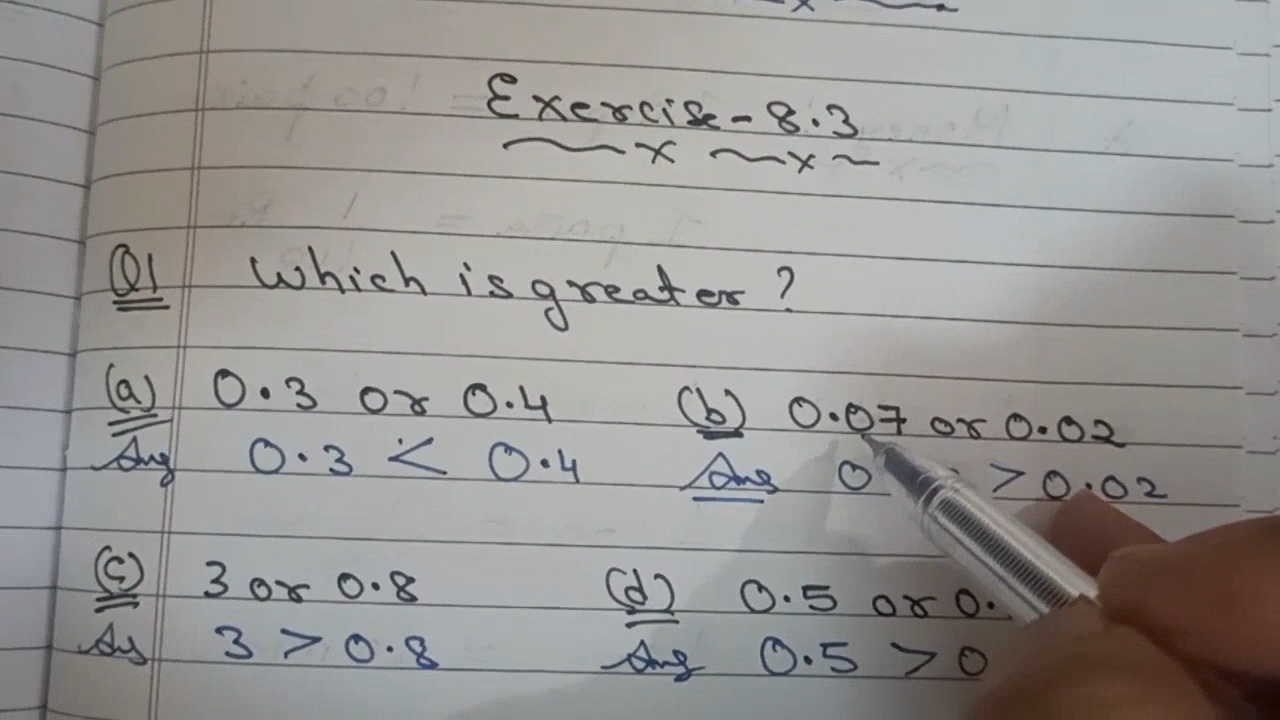 Exercise-8.3
Q1 Which is greater?
(a) 0.3 or 0.4 (b) 0.07 or 0.02
Ans 0.3 < 0.4 Ans 0 > 0.02
(c) 3 or 0.8 (d) 0.5 or 0.
Ans 3 > 0.8 Ans 0.5 > 0